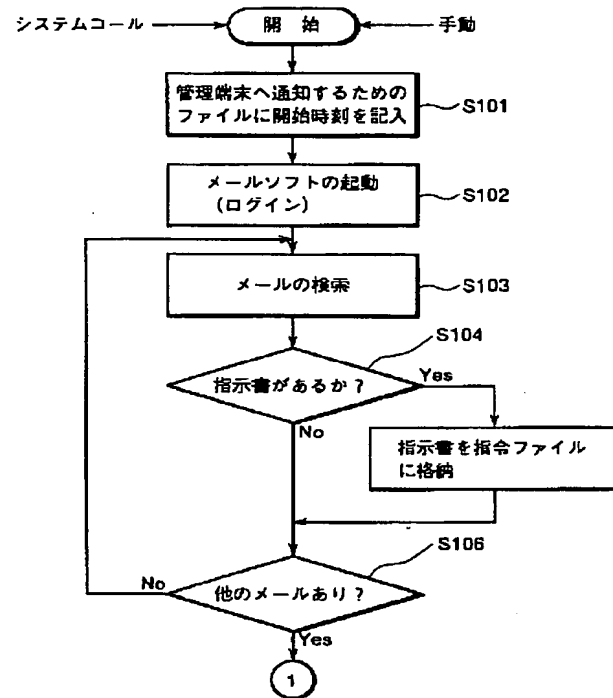 システムコール
開 始
手動
管理端末へ通知するための
ファイルに開始時刻を記入
S101
メールソフトの起動
(ログイン)
S102
メールの検索
S103
S104
指示書があるか?
Yes
No
指示書を指令ファイル
に格納
S106
No
他のメールあり?
Yes
1